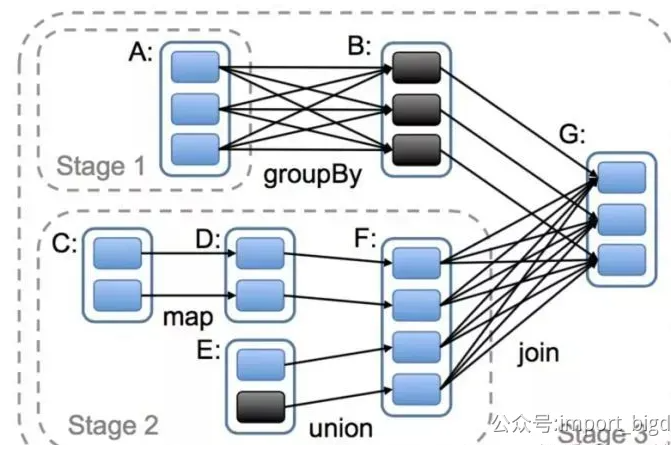 A:
B:
G:
Stage 1
groupBy
C:
D:
F:
map
E:
join
Stage 2
union
Stage 3
公众号:import_bigd